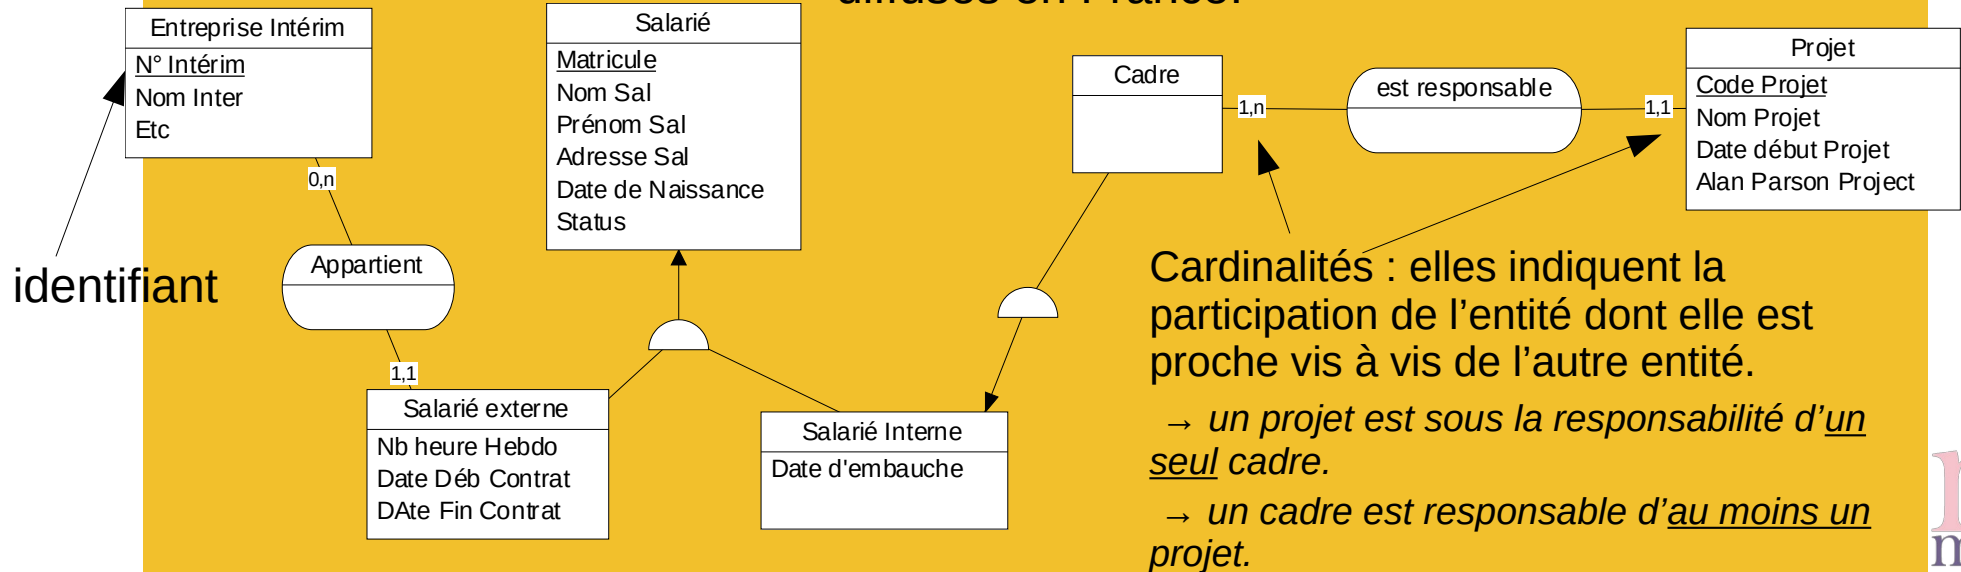 diffusés en France.
Entreprise Intérim
N° Intérim
Nom Inter
Etc
0,n
Appartient
1,1
identifiant
Salarié
Matricule
Nom Sal
Prénom Sal
Adresse Sal
Date de Naissance
Status
Salarié externe
Nb heure Hebdo
Date Déb Contrat
DAte Fin Contrat
Salarié Interne
Date d'embauche
Cadre
1,n
est responsable
1,1
Projet
Code Projet
Nom Projet
Date début Projet
Alan Parson Project
Cardinalités : elles indiquent la
participation de l’entité dont elle est
proche vis à vis de l’autre entité.
→ un projet est sous la responsabilité d’un
seul cadre.
→ un cadre est responsable d’au moins un
projet.